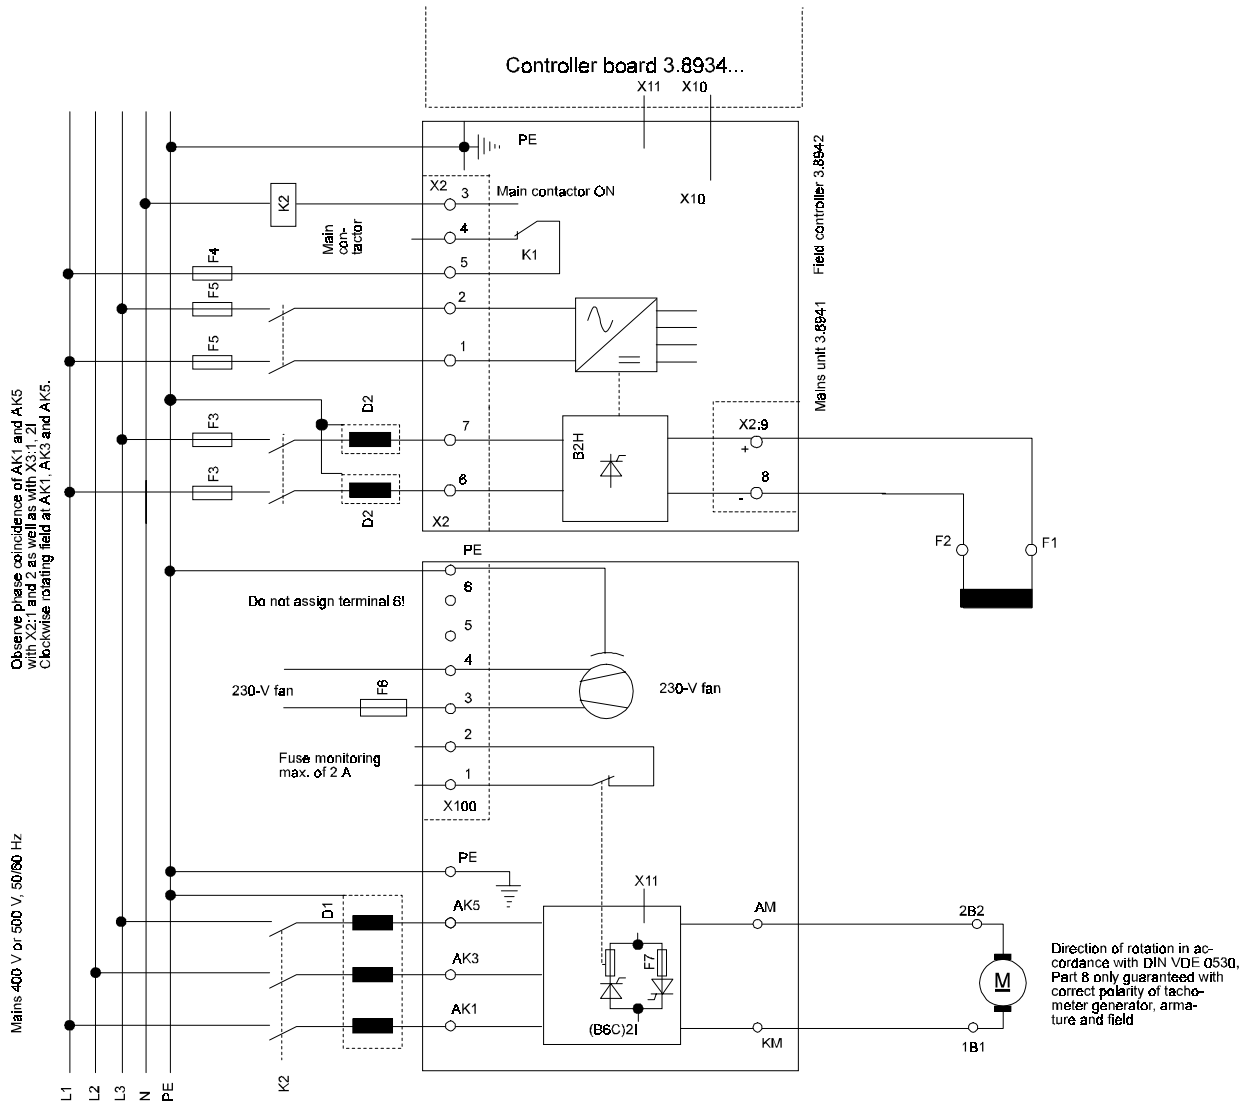 Controller board 3.8934...
X11
X10
PE
X2
3
Main contactor ON
X10
K2
Main
con-
tactor
4
K1
F4
5
F5
2
F5
1
Field controller 3.8942
Mains unit 3.8941
D2
F3
7
B2H
X2:9
+
F3
6
8
-
D2
X2
F2
F1
Observe phase coincidence of AK1 and AK5
with X2:1 and 2 as well as with X3:1, 2I
Clockwise rotating field at AK1, AK3 and AK5.
PE
6
Do not assign terminal 6!
5
4
230-V fan
F6
3
230-V fan
2
Fuse monitoring
max. of 2 A
1
X100
Mains 400 V or 500 V, 50/60 Hz
PE
X11
D1
AK5
AM
2B2
AK3
F7
M
AK1
(B6C)2I
KM
1B1
Direction of rotation in ac-
cordance with DIN VDE 0530,
Part 8 only guaranteed with
correct polarity of tacho-
meter generator, arma-
ture and field
L1
L2
L3
N
PE
K2